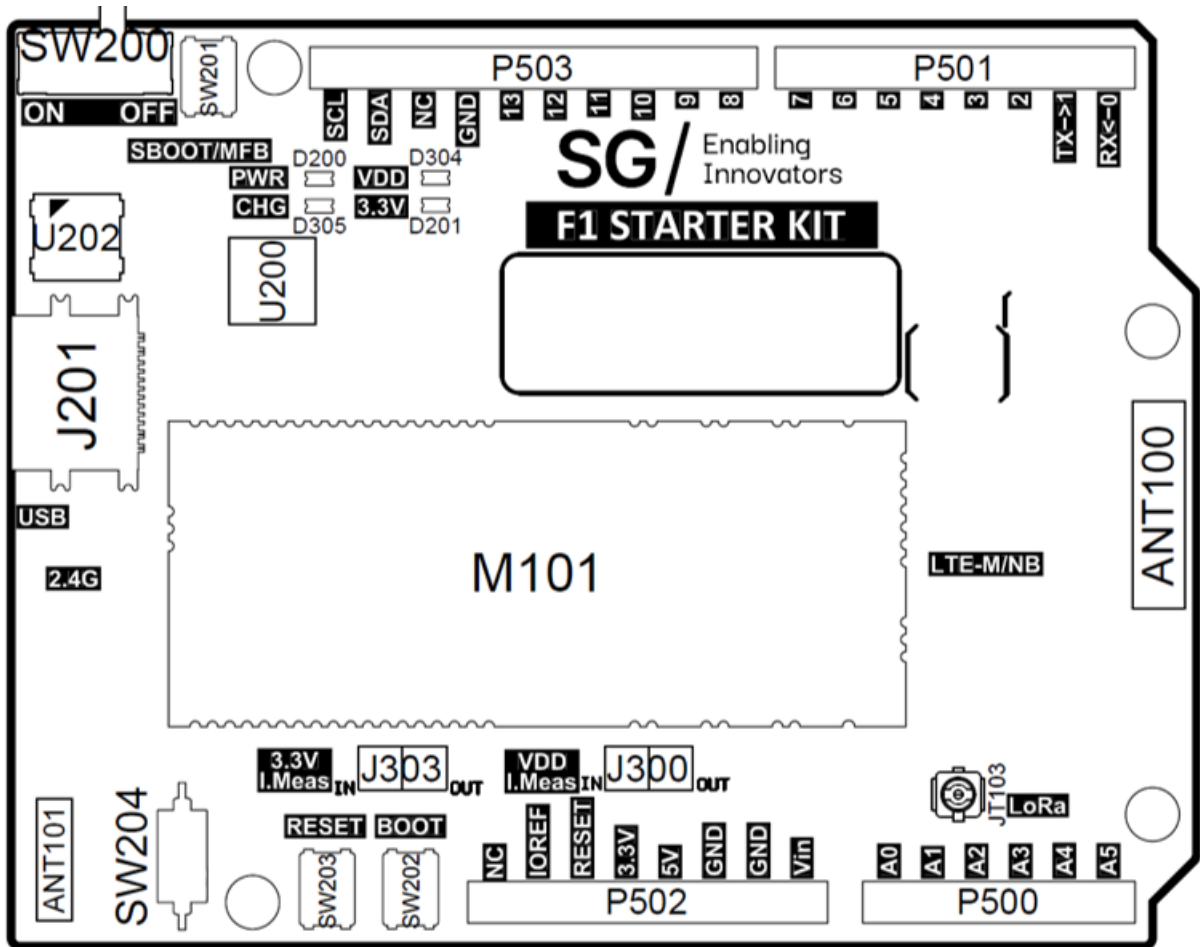 SW200
SW201
P503
P501
ON OFF
SCL SDA NC GND 13 12 11 10 9 8
7 6 5 4 3 2 TX->1 RX<-0
SBOOT/MFB
D200 D304
PWR VDD
CHG 3.3V
D305 D201
SG/ Enabling
Innovators
F1 STARTER KIT
U202
U200
J201
USB
2.4G
M101
LTE-M/NB
ANT100
3.3V
I.Meas IN J303 OUT
VDD
I.Meas IN J300 OUT
JT103
LoRa
ANT101
SW204
RESET BOOT
SW203 SW202
NC IOREF RESET 3.3V 5V GND GND Vin
P502
A0 A1 A2 A3 A4 A5
P500